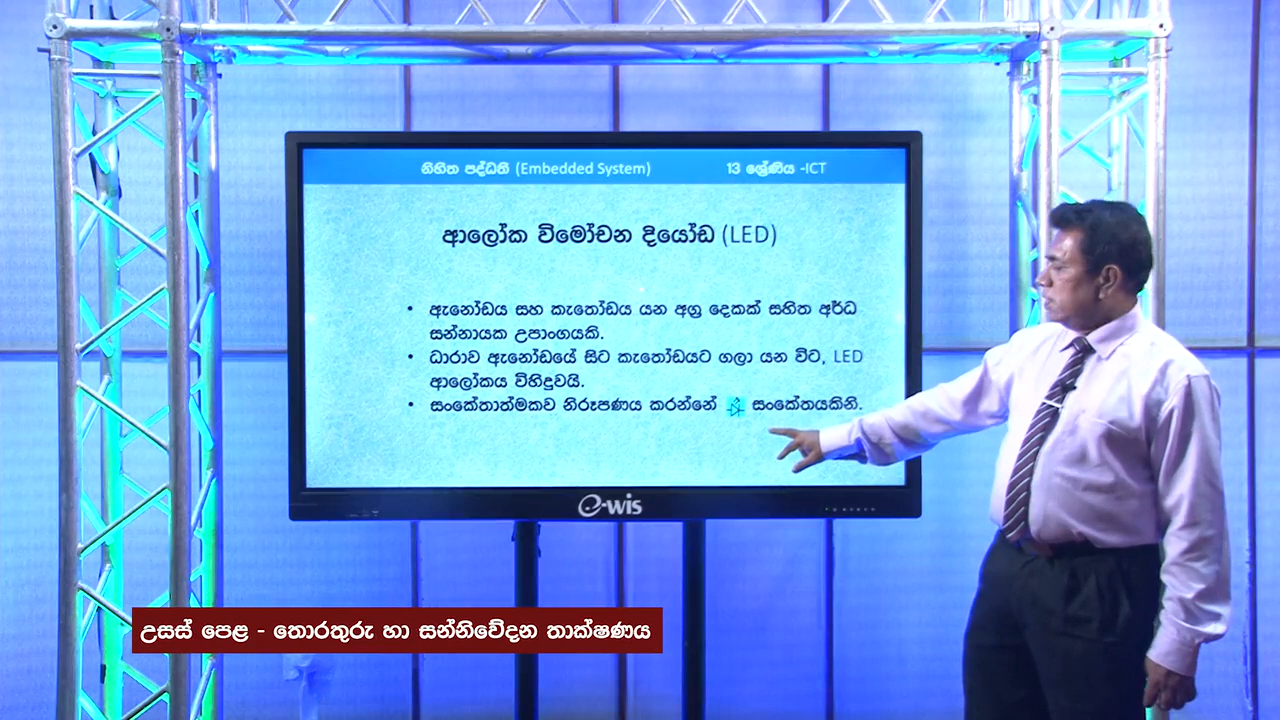 නිහිත පද්ධති (Embedded System) 13 ශ්‍රේණිය -ICT
ආලෝක විමෝචන දියෝඩ (LED)
• ඇනෝඩය සහ කැතෝඩය යන අග්‍ර දෙකක් සහිත අර්ධ
සන්නායක උපාංගයකි.
• ධාරාව ඇනෝඩයේ සිට කැතෝඩයට ගලා යන විට, LED
ආලෝකය විහිදුවයි.
• සංකේතාත්මකව නිරූපණය කරන්නේ සංකේතයකිනි.
e-wis
උසස් පෙළ - තොරතුරු හා සන්නිවේදන තාක්ෂණය